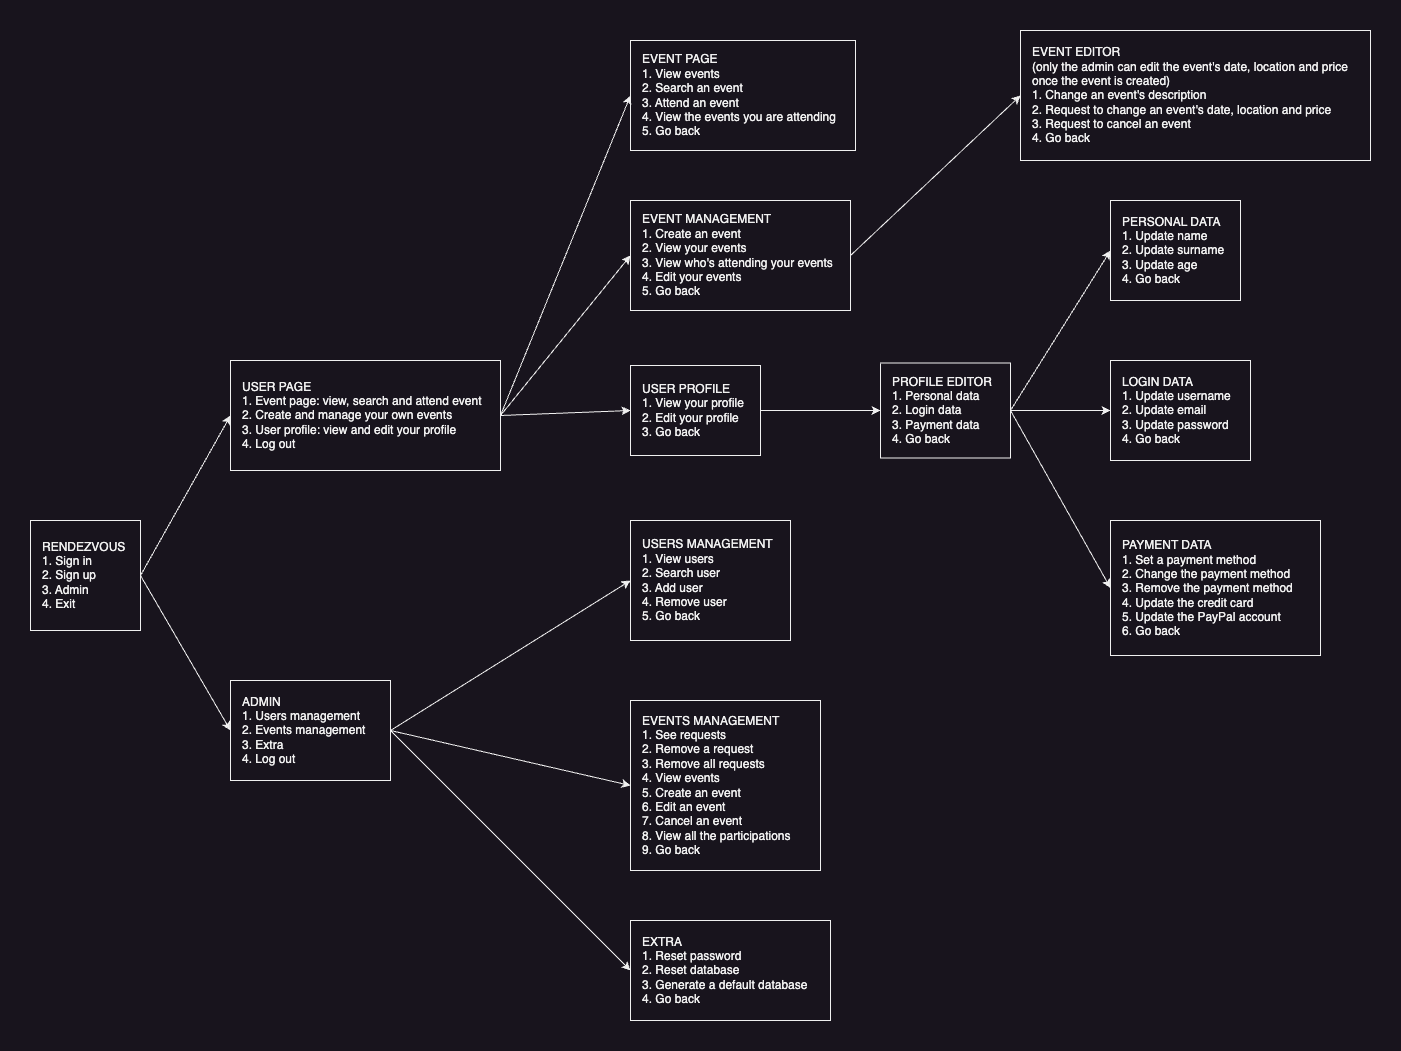 EVENT PAGE
1. View events
2. Search an event
3. Attend an event
4. View the events you are attending
5. Go back
EVENT EDITOR
(only the admin can edit the event's date, location and price
once the event is created)
1. Change an event's description
2. Request to change an event's date, location and price
3. Request to cancel an event
4. Go back
EVENT MANAGEMENT
1. Create an event
2. View your events
3. View who's attending your events
4. Edit your events
5. Go back
PERSONAL DATA
1. Update name
2. Update surname
3. Update age
4. Go back
USER PAGE
1. Event page: view, search and attend event
2. Create and manage your own events
3. User profile: view and edit your profile
4. Log out
USER PROFILE
1. View your profile
2. Edit your profile
3. Go back
PROFILE EDITOR
1. Personal data
2. Login data
3. Payment data
4. Go back
LOGIN DATA
1. Update username
2. Update email
3. Update password
4. Go back
RENDEZVOUS
1. Sign in
2. Sign up
3. Admin
4. Exit
USERS MANAGEMENT
1. View users
2. Search user
3. Add user
4. Remove user
5. Go back
PAYMENT DATA
1. Set a payment method
2. Change the payment method
3. Remove the payment method
4. Update the credit card
5. Update the PayPal account
6. Go back
ADMIN
1. Users management
2. Events management
3. Extra
4. Log out
EVENTS MANAGEMENT
1. See requests
2. Remove a request
3. Remove all requests
4. View events
5. Create an event
6. Edit an event
7. Cancel an event
8. View all the participations
9. Go back
EXTRA
1. Reset password
2. Reset database
3. Generate a default database
4. Go back